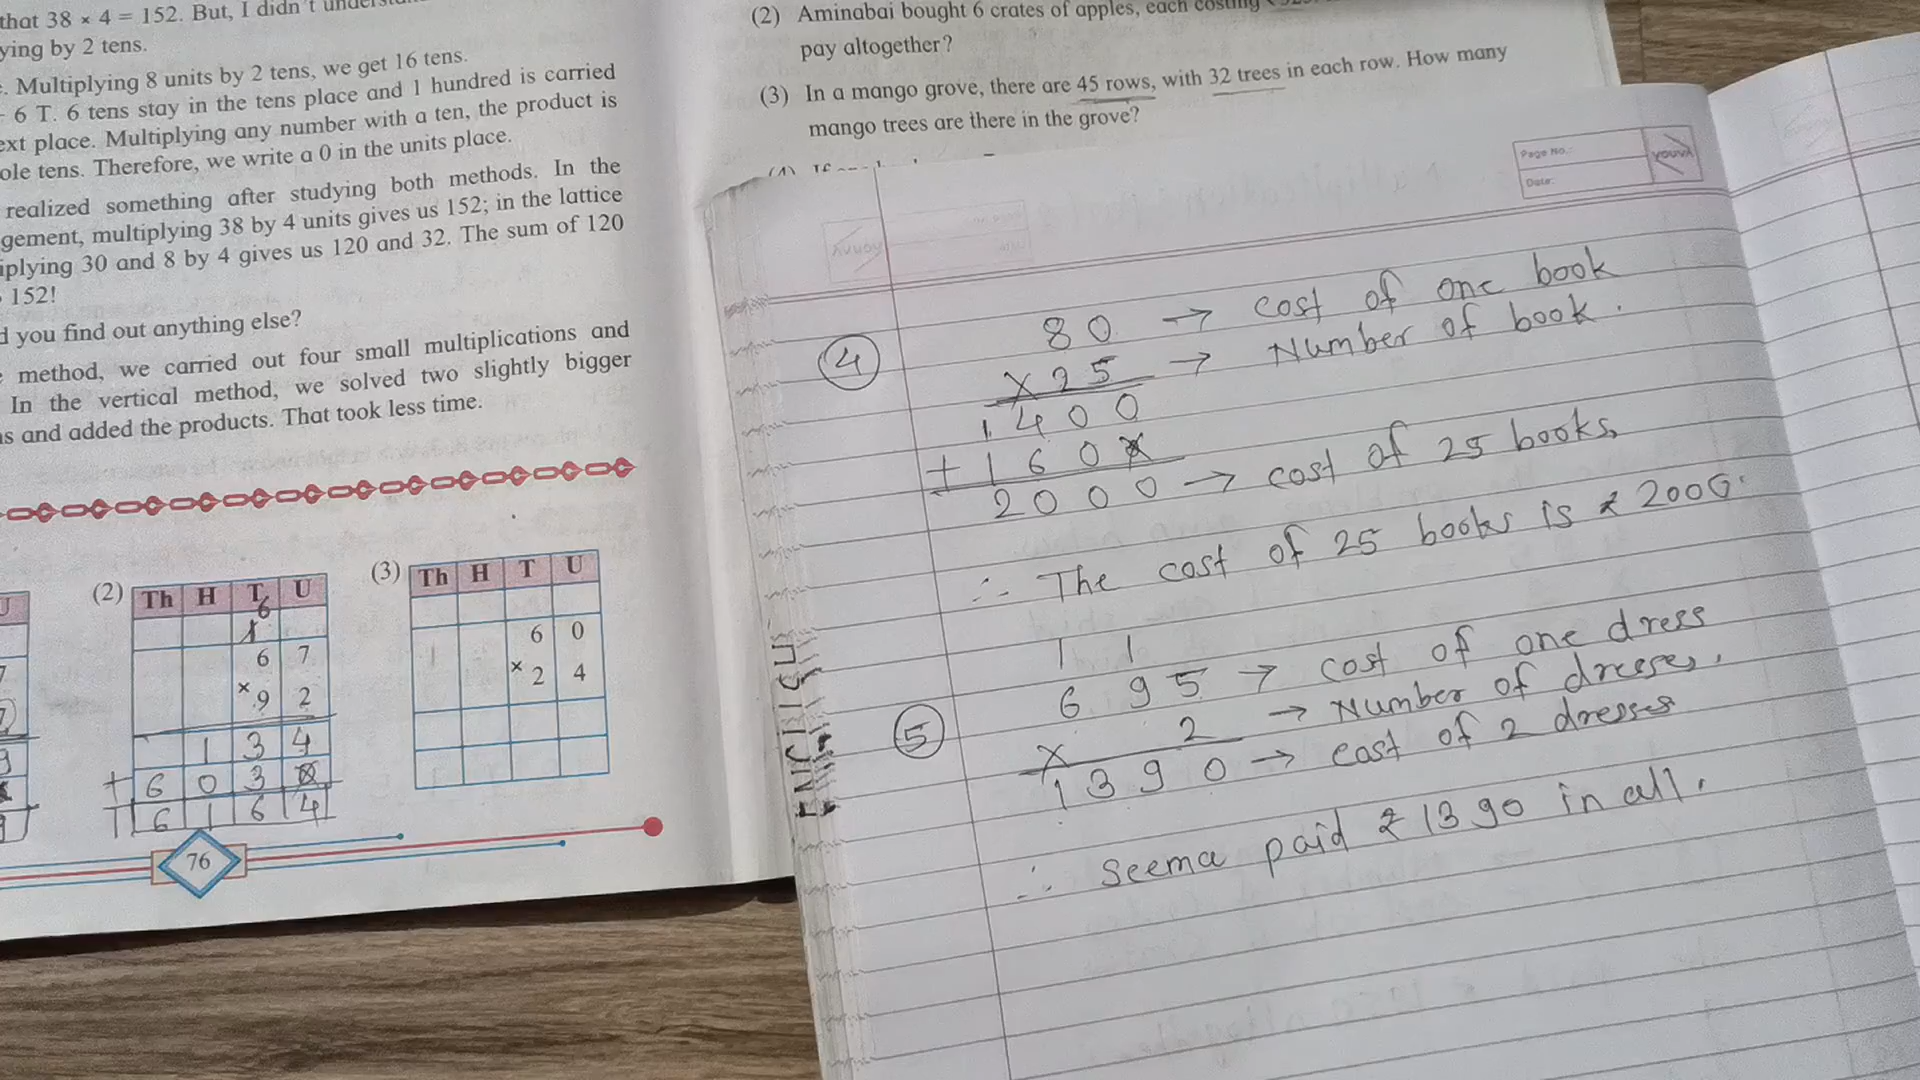 that 38 × 4 = 152. But, I didn't
ying by 2 tens.
. Multiplying 8 units by 2 tens, we get 16 tens.
6 T. 6 tens stay in the tens place and 1 hundred is carried
ext place. Multiplying any number with a ten, the product is
ole tens. Therefore, we write a 0 in the units place.
realized something after studying both methods. In the
gement, multiplying 38 by 4 units gives us 152; in the lattice
iplying 30 and 8 by 4 gives us 120 and 32. The sum of 120
152!
d you find out anything else?
method, we carried out four small multiplications and
In the vertical method, we solved two slightly bigger
s and added the products. That took less time.
U
(2) Th H T U
6
1
6 7
× 9 2
1 3 4
+ 6 0 3 0
6 1 6 4
(3) Th H T U
6 0
× 2 4
76
(2) Aminabai bought 6 crates of apples, each costing
pay altogether?
(3) In a mango grove, there are 45 rows, with 32 trees in each row. How many
mango trees are there in the grove?
(4) If
Page No.:
Date:
YOUVA
4
80 → cost of one book
× 25 → Number of book.
1 400
+ 160×
2000 → cost of 25 books,
∴ The cost of 25 books is ₹ 2000.
5
1 1
695 → cost of one dress
× 2 → Number of dreeses.
1390 → cost of 2 dresses
∴ Seema paid ₹ 1390 in all.